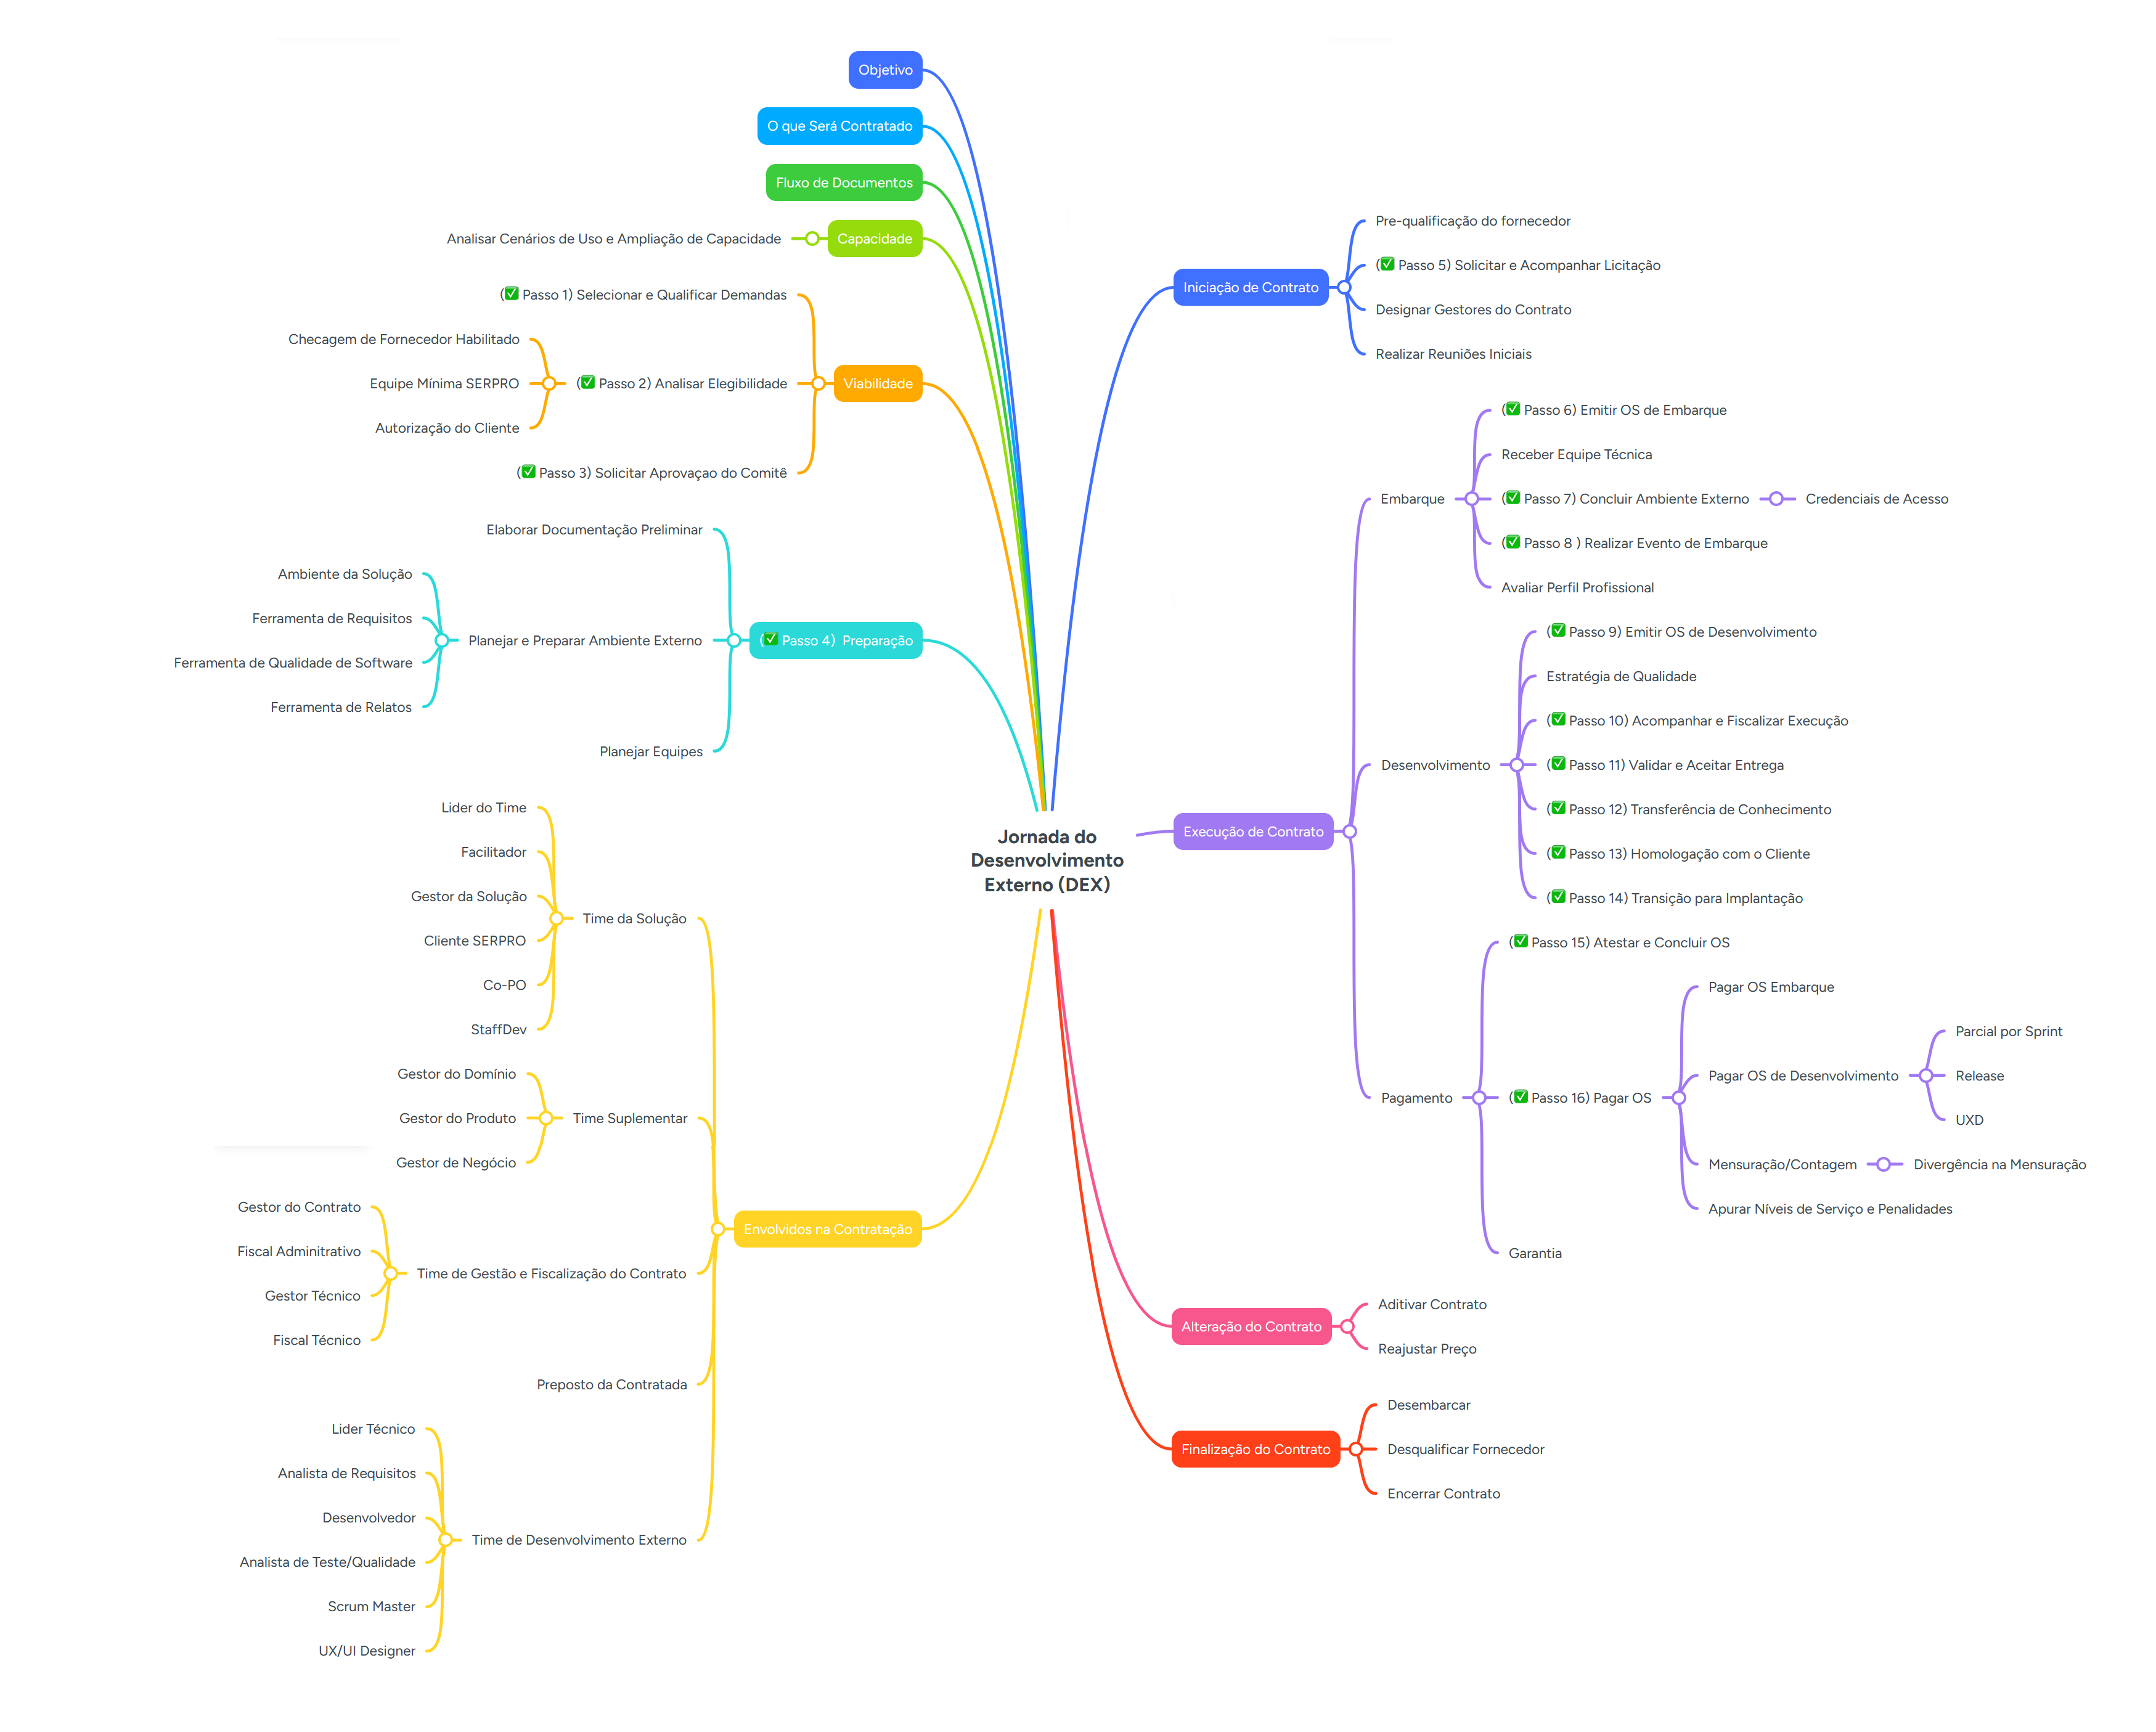 Objetivo
O que Será Contratado
Fluxo de Documentos
Capacidade
Analisar Cenários de Uso e Ampliação de Capacidade
Viabilidade
(✅ Passo 1) Selecionar e Qualificar Demandas
(✅ Passo 2) Analisar Elegibilidade
Checagem de Fornecedor Habilitado
Equipe Mínima SERPRO
Autorização do Cliente
(✅ Passo 3) Solicitar Aprovaçao do Comitê
(✅ Passo 4) Preparação
Elaborar Documentação Preliminar
Planejar e Preparar Ambiente Externo
Ambiente da Solução
Ferramenta de Requisitos
Ferramenta de Qualidade de Software
Ferramenta de Relatos
Planejar Equipes
Jornada do
Desenvolvimento
Externo (DEX)
Envolvidos na Contratação
Time da Solução
Lider do Time
Facilitador
Gestor da Solução
Cliente SERPRO
Co-PO
StaffDev
Time Suplementar
Gestor do Domínio
Gestor do Produto
Gestor de Negócio
Time de Gestão e Fiscalização do Contrato
Gestor do Contrato
Fiscal Adminitrativo
Gestor Técnico
Fiscal Técnico
Preposto da Contratada
Time de Desenvolvimento Externo
Lider Técnico
Analista de Requisitos
Desenvolvedor
Analista de Teste/Qualidade
Scrum Master
UX/UI Designer
Iniciação de Contrato
Pre-qualificação do fornecedor
(✅ Passo 5) Solicitar e Acompanhar Licitação
Designar Gestores do Contrato
Realizar Reuniões Iniciais
Execução de Contrato
Embarque
(✅ Passo 6) Emitir OS de Embarque
Receber Equipe Técnica
(✅ Passo 7) Concluir Ambiente Externo
Credenciais de Acesso
(✅ Passo 8 ) Realizar Evento de Embarque
Avaliar Perfil Profissional
Desenvolvimento
(✅ Passo 9) Emitir OS de Desenvolvimento
Estratégia de Qualidade
(✅ Passo 10) Acompanhar e Fiscalizar Execução
(✅ Passo 11) Validar e Aceitar Entrega
(✅ Passo 12) Transferência de Conhecimento
(✅ Passo 13) Homologação com o Cliente
(✅ Passo 14) Transição para Implantação
Pagamento
(✅ Passo 15) Atestar e Concluir OS
(✅ Passo 16) Pagar OS
Pagar OS Embarque
Pagar OS de Desenvolvimento
Parcial por Sprint
Release
UXD
Mensuração/Contagem
Divergência na Mensuração
Apurar Níveis de Serviço e Penalidades
Garantia
Alteração do Contrato
Aditivar Contrato
Reajustar Preço
Finalização do Contrato
Desembarcar
Desqualificar Fornecedor
Encerrar Contrato